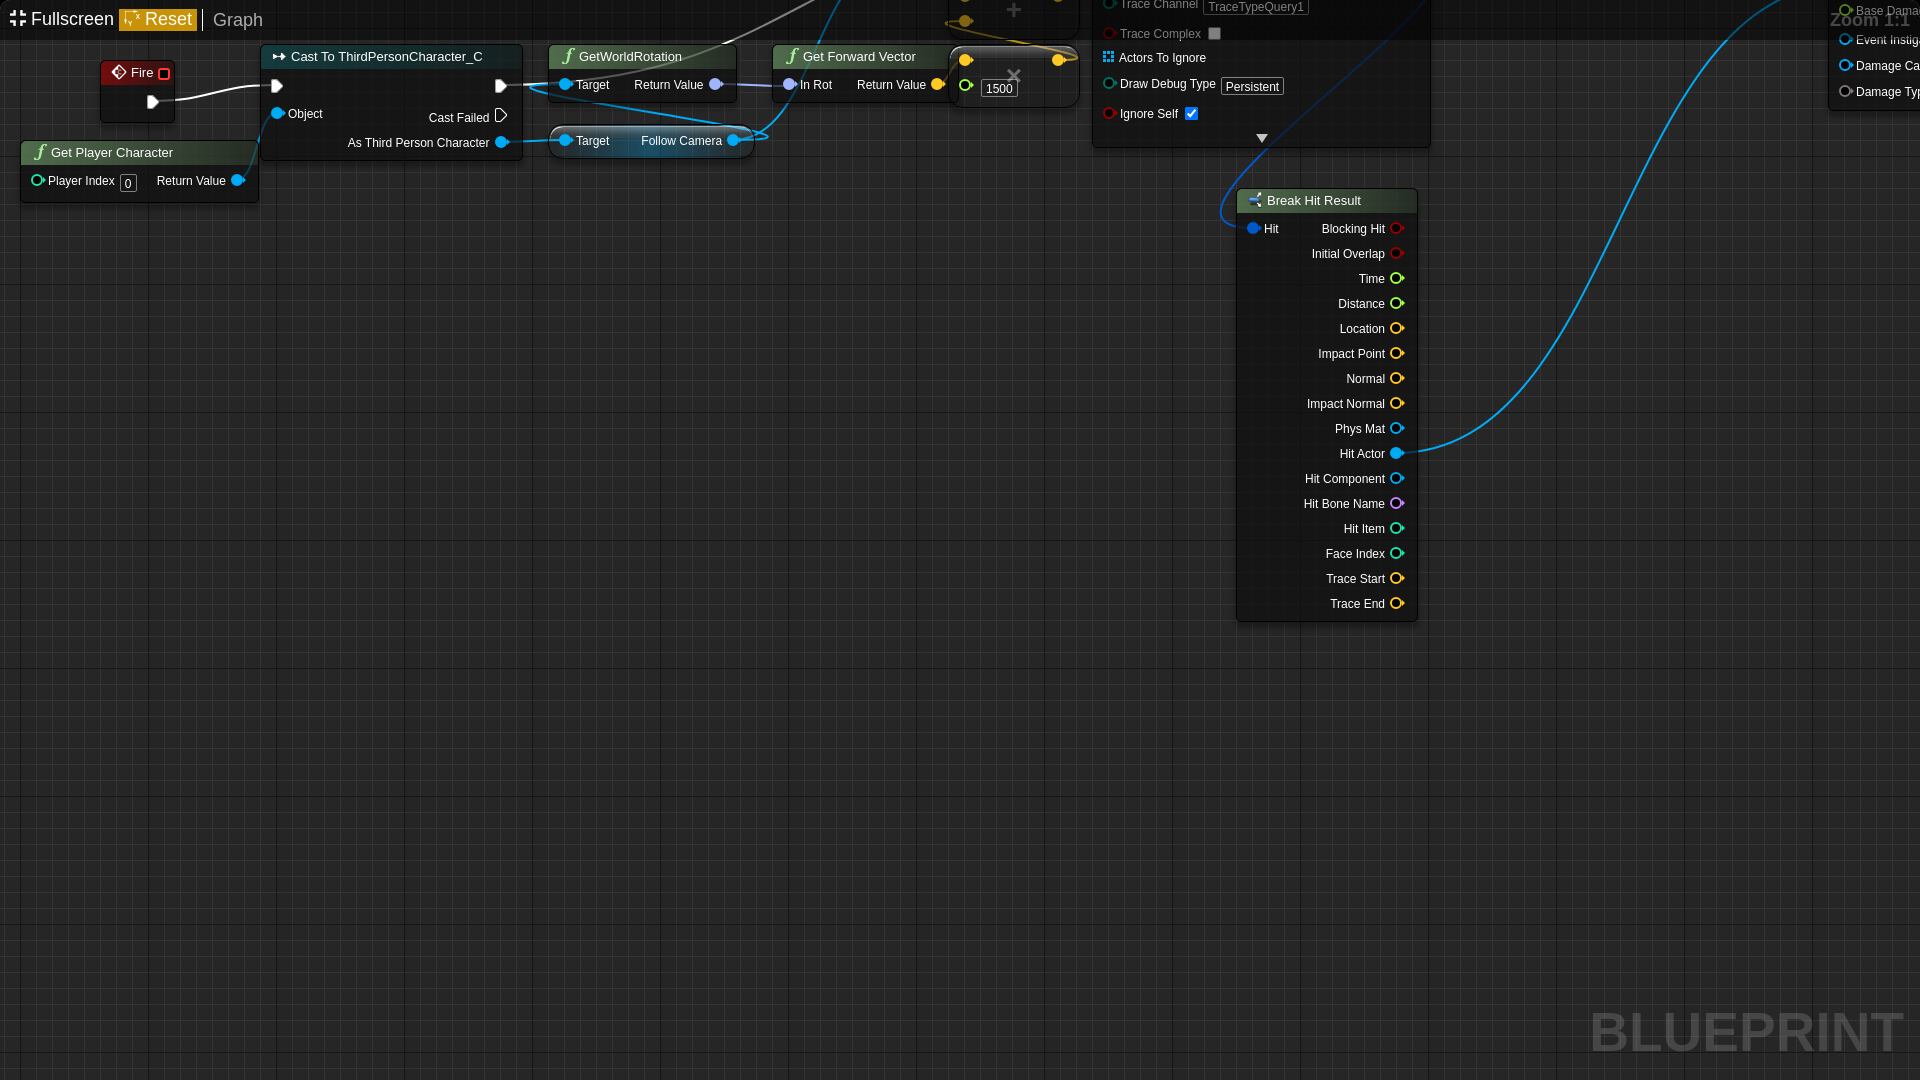 Fullscreen Reset Graph
Zoom 1:1
Fire
Get Player Character
Player Index 0 Return Value
Cast To ThirdPersonCharacter_C
Object
Cast Failed
As Third Person Character
GetWorldRotation
Target Return Value
Target Follow Camera
Get Forward Vector
In Rot Return Value
1500
Trace Channel TraceTypeQuery1
Trace Complex
Actors To Ignore
Draw Debug Type Persistent
Ignore Self
Break Hit Result
Hit Blocking Hit
Initial Overlap
Time
Distance
Location
Impact Point
Normal
Impact Normal
Phys Mat
Hit Actor
Hit Component
Hit Bone Name
Hit Item
Face Index
Trace Start
Trace End
Base Dama
Event Instiga
Damage Ca
Damage Typ
BLUEPRINT